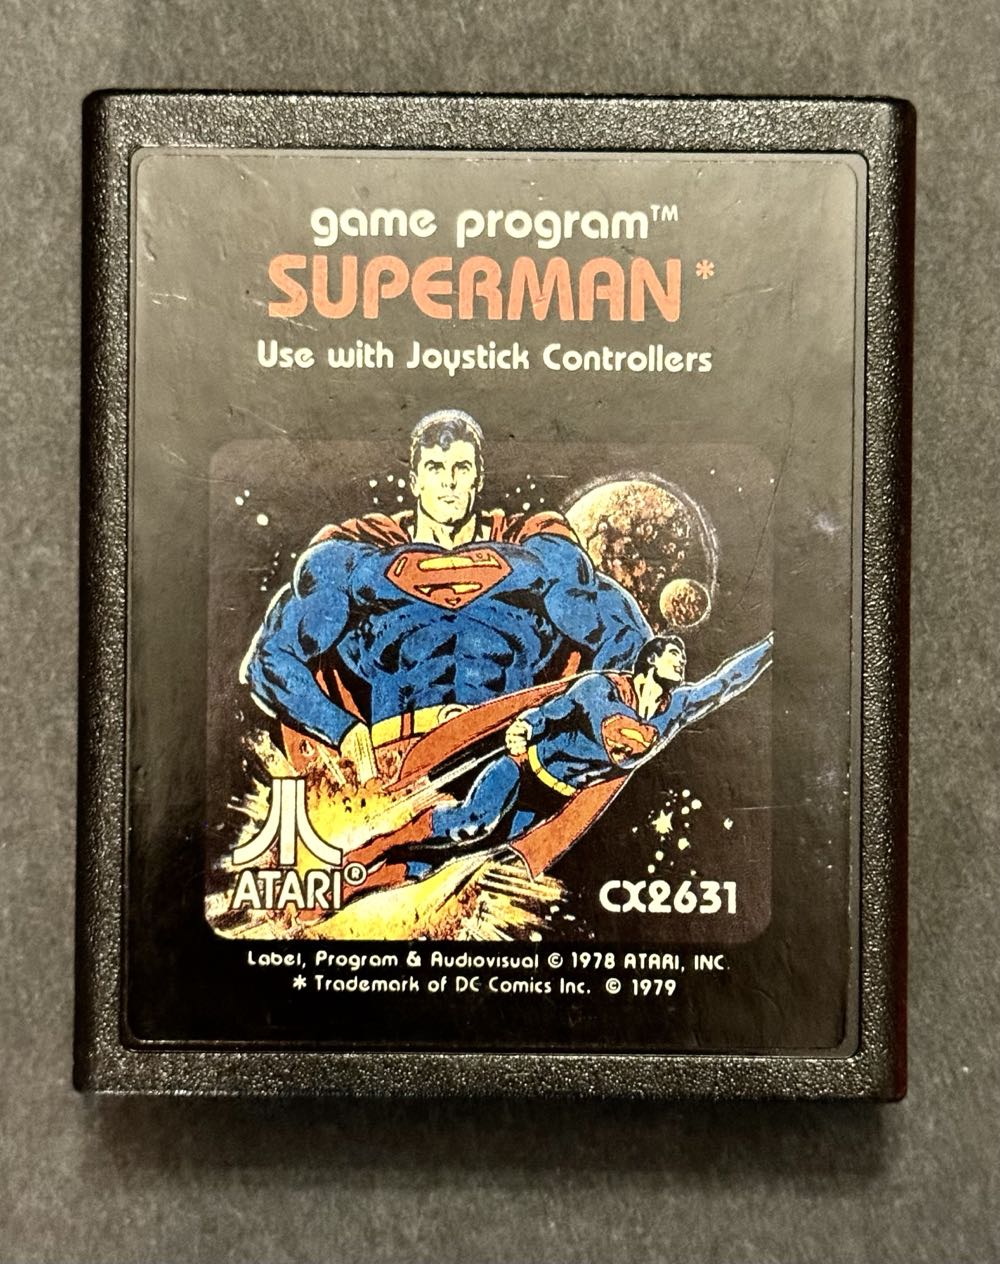 game program™
SUPERMAN*
Use with Joystick Controllers
ATARI®
CX2631
Label, Program & Audiovisual © 1978 ATARI, INC.
* Trademark of DC Comics Inc. © 1979